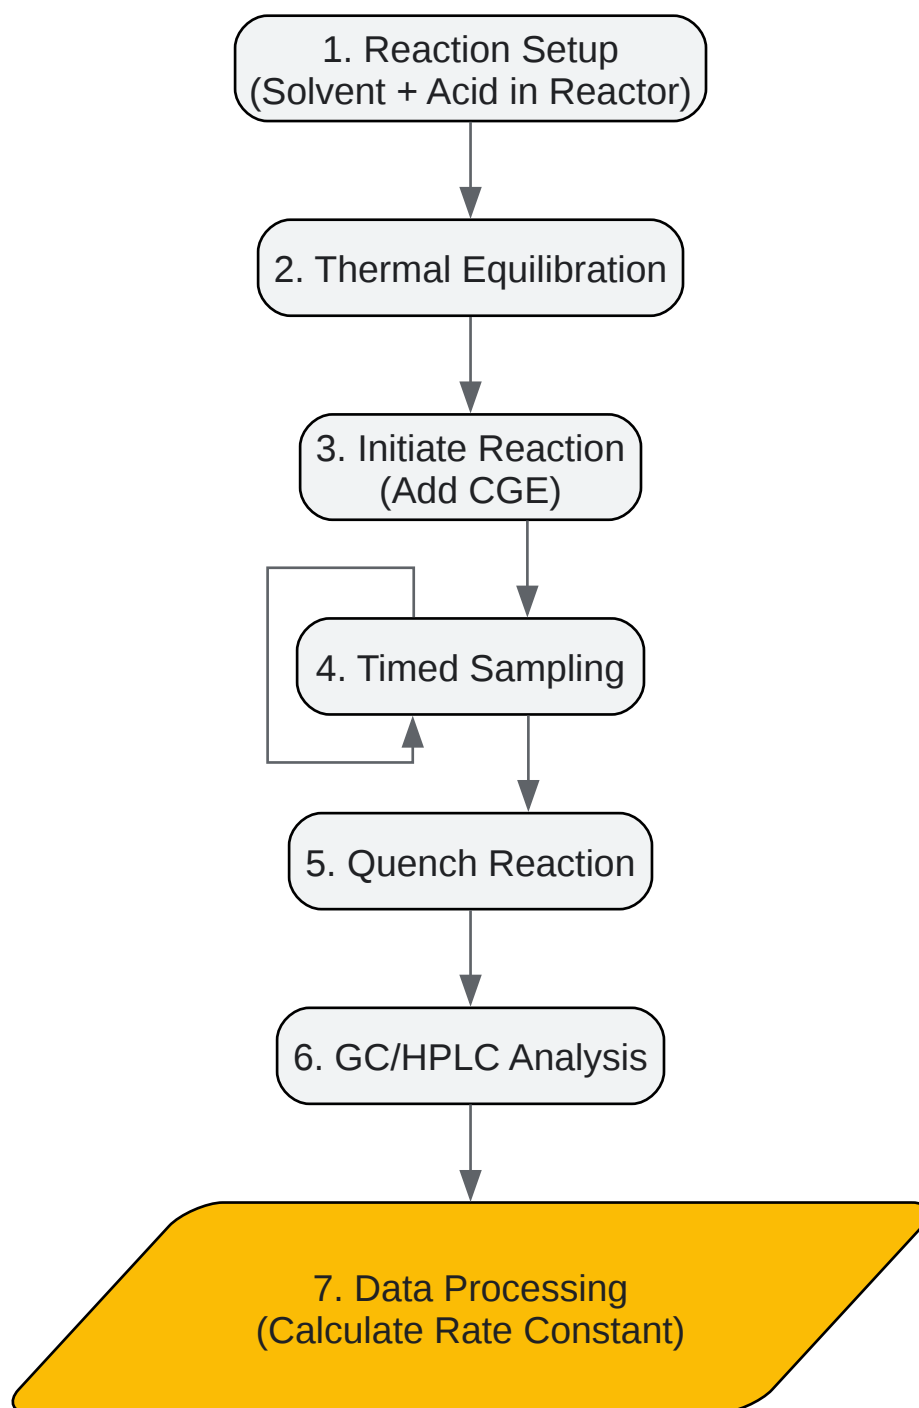 1. Reaction Setup
(Solvent + Acid in Reactor)
2. Thermal Equilibration
3. Initiate Reaction
(Add CGE)
4. Timed Sampling
5. Quench Reaction
6. GC/HPLC Analysis
7. Data Processing
(Calculate Rate Constant)